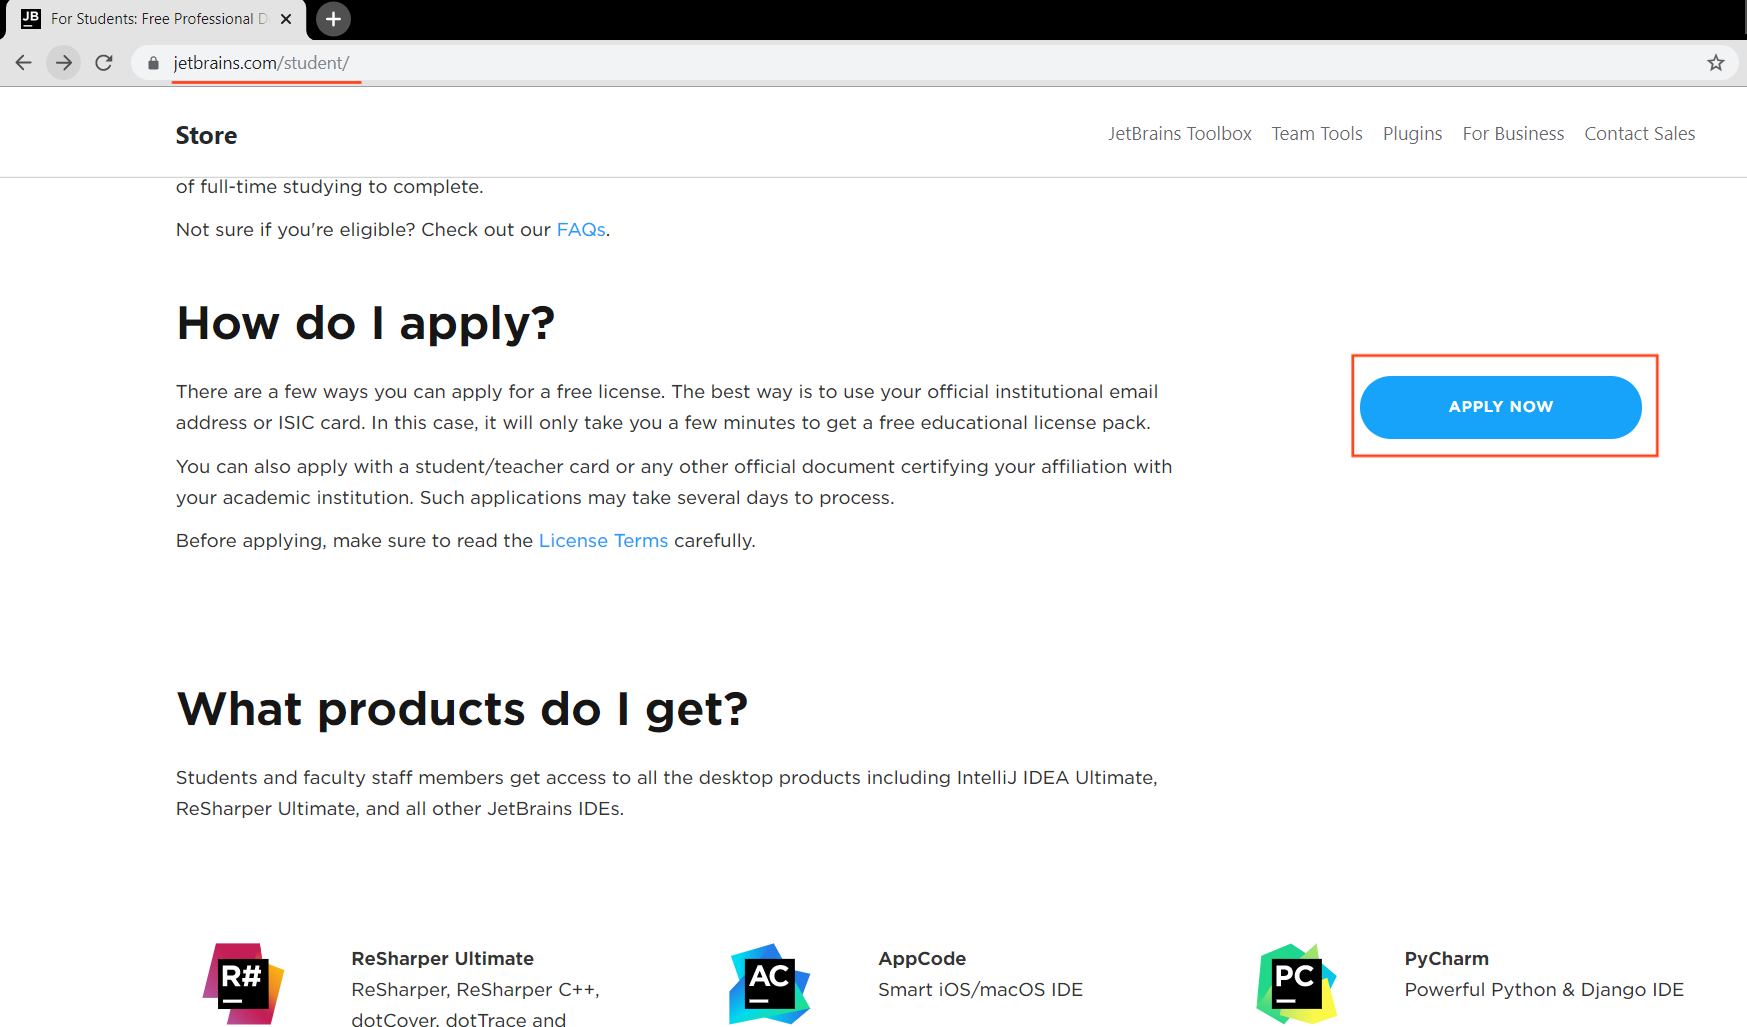 JB
For Students: Free Professional D
jetbrains.com/student/
Store
JetBrains Toolbox Team Tools Plugins For Business Contact Sales
of full-time studying to complete.
Not sure if you're eligible? Check out our FAQs.
How do I apply?
There are a few ways you can apply for a free license. The best way is to use your official institutional email
address or ISIC card. In this case, it will only take you a few minutes to get a free educational license pack.
APPLY NOW
You can also apply with a student/teacher card or any other official document certifying your affiliation with
your academic institution. Such applications may take several days to process.
Before applying, make sure to read the License Terms carefully.
What products do I get?
Students and faculty staff members get access to all the desktop products including IntelliJ IDEA Ultimate,
ReSharper Ultimate, and all other JetBrains IDEs.
R#
ReSharper Ultimate
ReSharper, ReSharper C++,
dotCover, dotTrace and
AC
AppCode
Smart iOS/macOS IDE
PC
PyCharm
Powerful Python & Django IDE